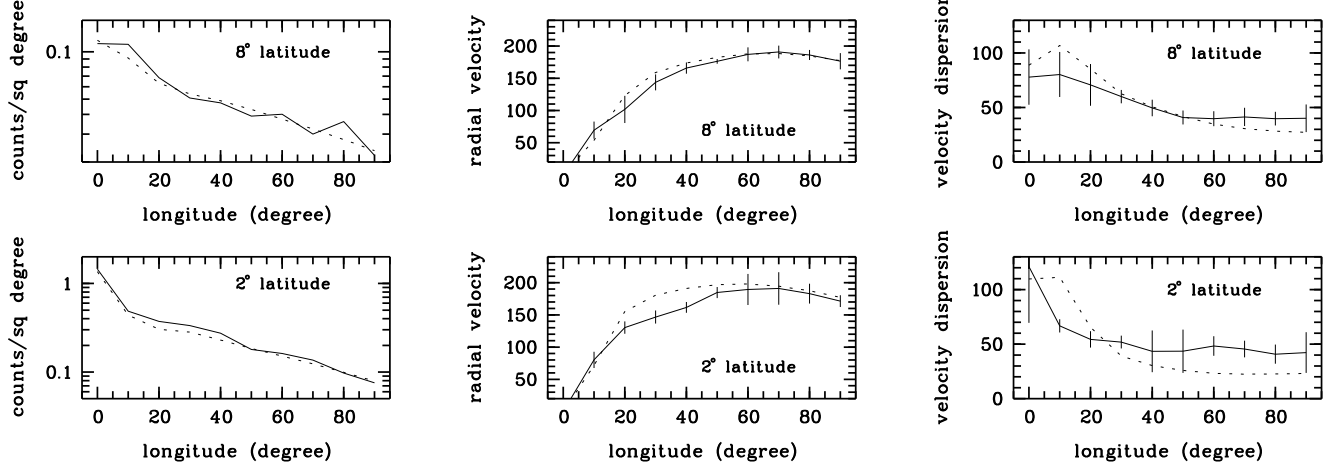 counts/sq degree
0.1
8° latitude
0 20 40 60 80
longitude (degree)
radial velocity
200
150
100
50
8° latitude
0 20 40 60 80
longitude (degree)
velocity dispersion
100
50
0
8° latitude
0 20 40 60 80
longitude (degree)
counts/sq degree
1
0.1
2° latitude
0 20 40 60 80
longitude (degree)
radial velocity
200
150
100
50
2° latitude
0 20 40 60 80
longitude (degree)
velocity dispersion
100
50
0
2° latitude
0 20 40 60 80
longitude (degree)